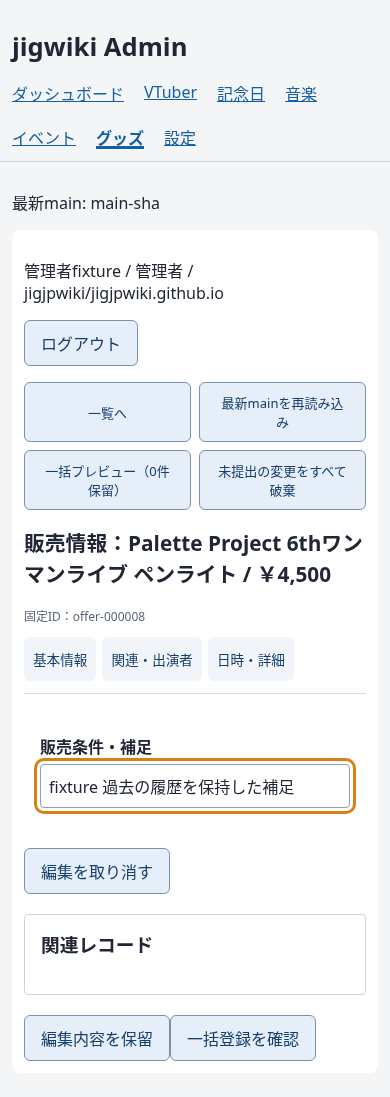 jigwiki Admin
ダッシュボード VTuber 記念日 音楽
イベント グッズ 設定
最新main: main-sha
管理者fixture / 管理者 /
jigjpwiki/jigjpwiki.github.io
ログアウト
一覧へ
最新mainを再読み込
み
一括プレビュー（0件
保留）
未提出の変更をすべて
破棄
販売情報：Palette Project 6thワン
マンライブ ペンライト / ￥4,500
固定ID：offer-000008
基本情報 関連・出演者 日時・詳細
販売条件・補足
fixture 過去の履歴を保持した補足
編集を取り消す
関連レコード
編集内容を保留 一括登録を確認